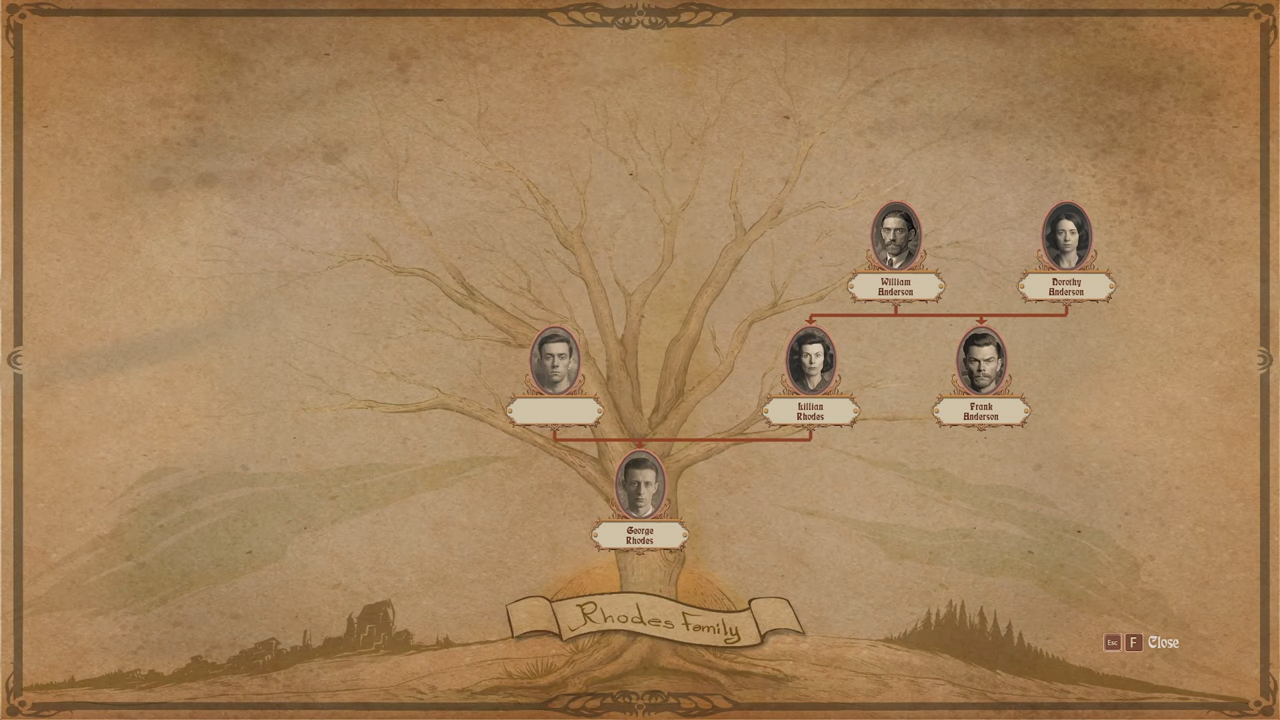 William
Anderson
Dorothy
Anderson
Lillian
Rhodes
Frank
Anderson
George
Rhodes
Rhodes Family
Esc F Close